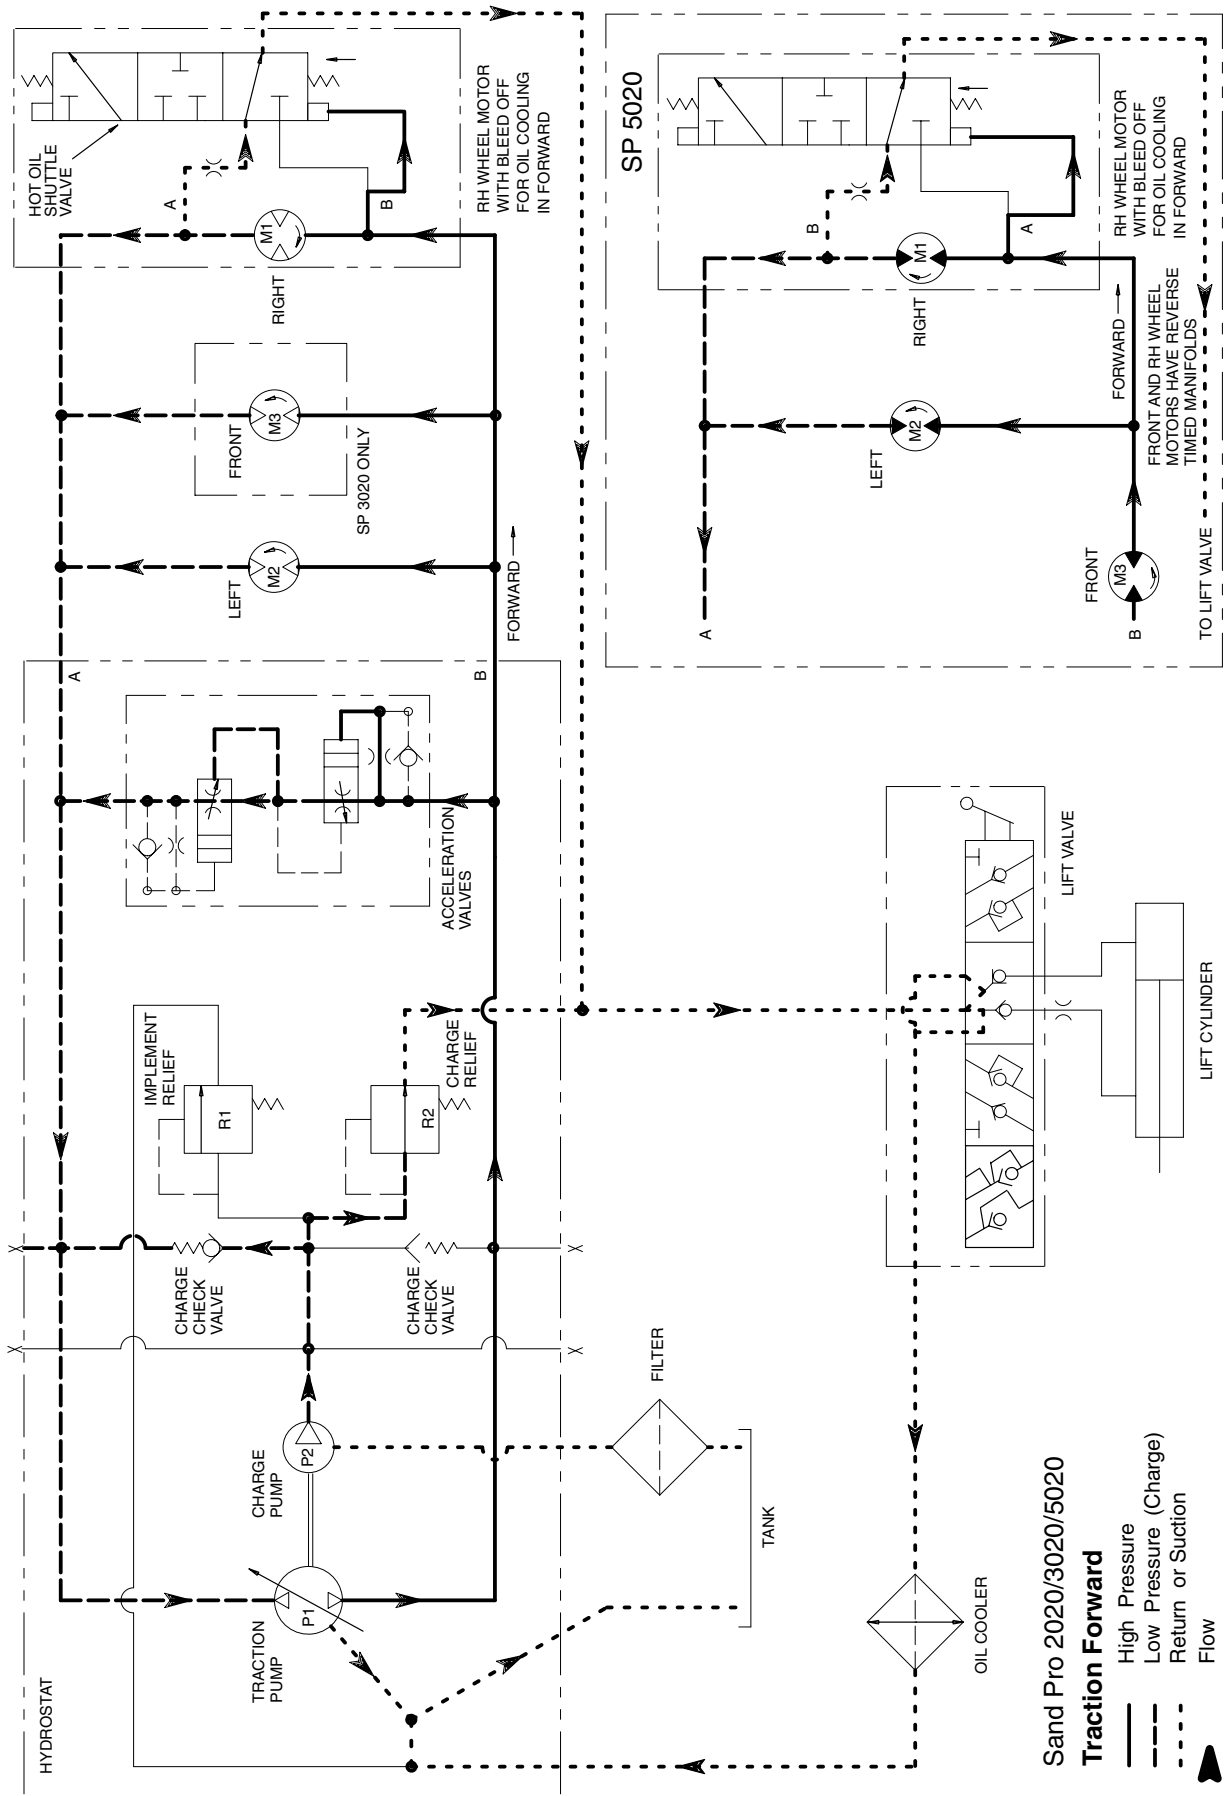 HYDROSTAT
TRACTION
PUMP
P1
CHARGE
PUMP
P2
CHARGE
CHECK
VALVE
CHARGE
CHECK
VALVE
X
X
X
X
IMPLEMENT
RELIEF
R1
R2
CHARGE
RELIEF
ACCELERATION
VALVES
A
B
LEFT
M2
FORWARD
FRONT
M3
SP 3020 ONLY
RIGHT
M1
A
B
HOT OIL
SHUTTLE
VALVE
RH WHEEL MOTOR
WITH BLEED OFF
FOR OIL COOLING
IN FORWARD
FILTER
TANK
OIL COOLER
LIFT VALVE
LIFT CYLINDER
SP 5020
A
B
FRONT
M3
LEFT
M2
RIGHT
M1
B
A
FORWARD
RH WHEEL MOTOR
WITH BLEED OFF
FOR OIL COOLING
IN FORWARD
FRONT AND RH WHEEL
MOTORS HAVE REVERSE
TIMED MANIFOLDS
TO LIFT VALVE
Sand Pro 2020/3020/5020
Traction Forward
High Pressure
Low Pressure (Charge)
Return or Suction
Flow